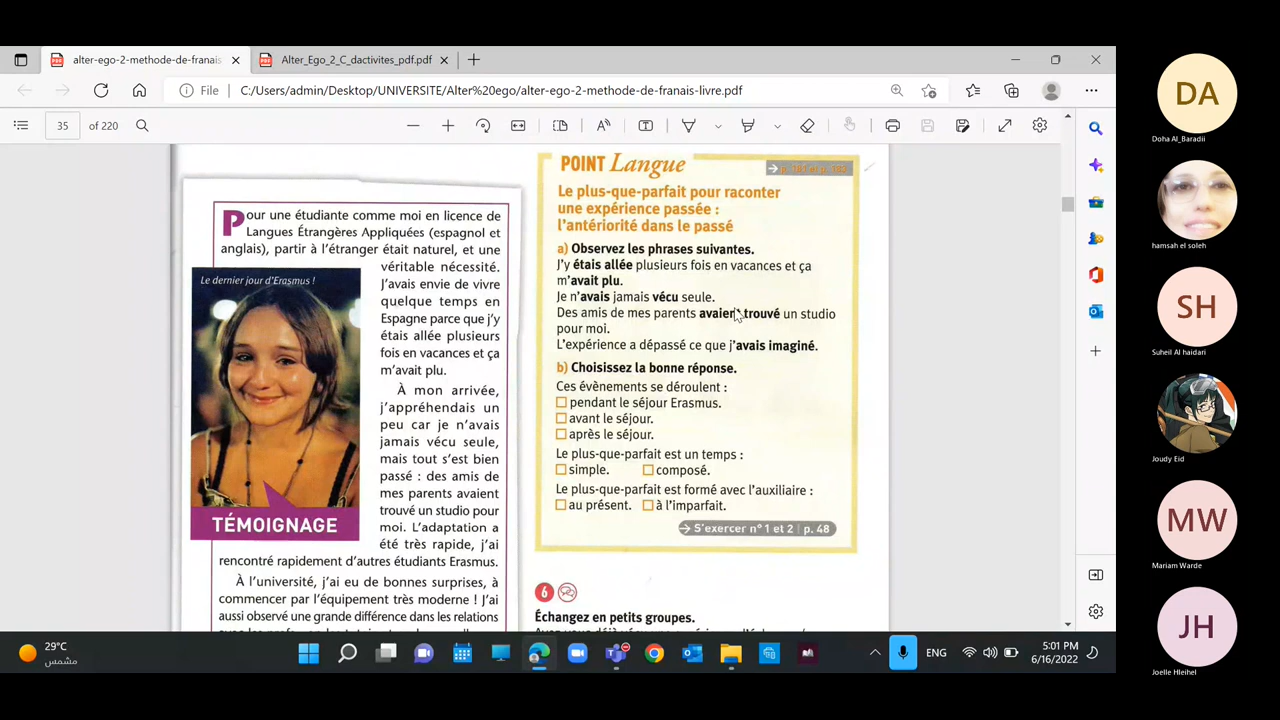 alter-ego-2-methode-de-franais
Alter_Ego_2_C_dactivites_pdf.pdf
File
C:/Users/admin/Desktop/UNIVERSITE/Alter%20ego/alter-ego-2-methode-de-franais-livre.pdf
35
of 220
Pour une étudiante comme moi en licence de
Langues Étrangères Appliquées (espagnol et
anglais), partir à l'étranger était naturel, et une
véritable nécessité.
J'avais envie de vivre
quelque temps en
Espagne parce que j'y
étais allée plusieurs
fois en vacances et ça
m'avait plu.
À mon arrivée,
j'appréhendais un
peu car je n'avais
jamais vécu seule,
mais tout s'est bien
passé : des amis de
mes parents avaient
trouvé un studio pour
moi. L'adaptation a
été très rapide, j'ai
rencontré rapidement d'autres étudiants Erasmus.
À l'université, j'ai eu de bonnes surprises, à
commencer par l'équipement très moderne ! J'ai
aussi observé une grande différence dans les relations
Le dernier jour d'Erasmus !
TÉMOIGNAGE
POINT Langue
Le plus-que-parfait pour raconter
une expérience passée :
l'antériorité dans le passé
a) Observez les phrases suivantes.
J'y étais allée plusieurs fois en vacances et ça
m'avait plu.
Je n'avais jamais vécu seule.
Des amis de mes parents avaient trouvé un studio
pour moi.
L'expérience a dépassé ce que j'avais imaginé.
b) Choisissez la bonne réponse.
Ces évènements se déroulent :
pendant le séjour Erasmus.
avant le séjour.
après le séjour.
Le plus-que-parfait est un temps :
simple. composé.
Le plus-que-parfait est formé avec l'auxiliaire :
au présent. à l'imparfait.
S'exercer n° 1 et 2 | p. 48
6
Échangez en petits groupes.
DA
Doha Al_Baradii
hamsah el soleh
SH
Suheil Al haidari
Joudy Eid
MW
Mariam Warde
JH
Joelle Hleihel
29°C
مشمس
ENG
5:01 PM
6/16/2022